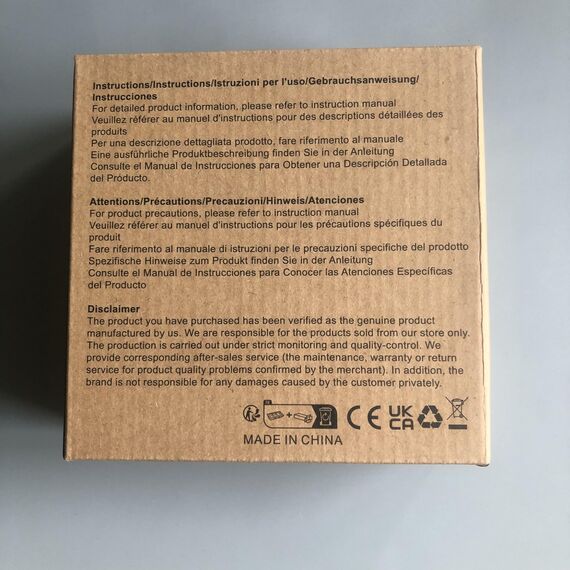 Instructions/Instructions/Istruzioni per l'uso/Gebrauchsanweisung/
Instrucciones
For detailed product information, please refer to instruction manual
Veuillez référer au manuel d'instructions pour des descriptions détaillées des
produits
Per una descrizione dettagliata prodotto, fare riferimento al manuale
Eine ausführliche Produktbeschreibung finden Sie in der Anleitung
Consulte el Manual de Instrucciones para Obtener una Descripción Detallada
del Próducto.
Attentions/Précautions/Precauzioni/Hinweis/Atenciones
For product precautions, please refer to instruction manual
Veuillez référer au manuel d'instructions pour les précautions spécifiques du
produit
Fare riferimento al manuale di istruzioni per le precauzioni specifiche del prodotto
Spezifische Hinweise zum Produkt finden Sie in der Anleitung
Consulte el Manual de Instrucciones para Conocer las Atenciones Específicas
del Producto
Disclaimer
The product you have purchased has been verified as the genuine product
manufactured by us. We are responsible for the products sold from our store only.
The production is carried out under strict monitoring and quality-control. We
provide corresponding after-sales service (the maintenance, warranty or return
service for product quality problems confirmed by the merchant). In addition, the
brand is not responsible for any damages caused by the customer privately.
CE UK
CA
MADE IN CHINA